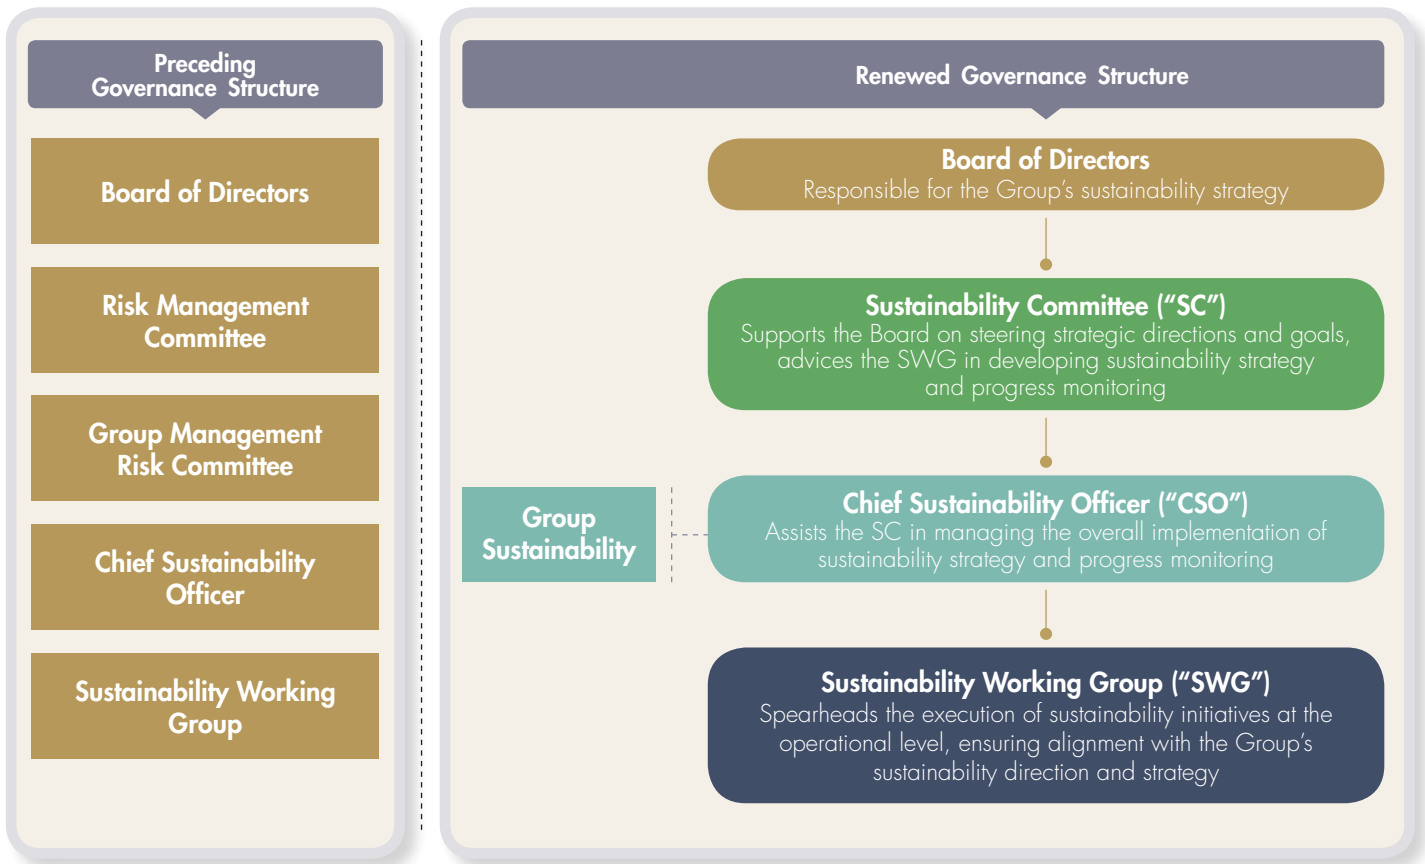 Preceding
Governance Structure
Board of Directors
Risk Management
Committee
Group Management
Risk Committee
Chief Sustainability
Officer
Sustainability Working
Group
Renewed Governance Structure
Board of Directors
Responsible for the Group’s sustainability strategy
Sustainability Committee (“SC”)
Supports the Board on steering strategic directions and goals,
advices the SWG in developing sustainability strategy
and progress monitoring
Group
Sustainability
Chief Sustainability Officer (“CSO”)
Assists the SC in managing the overall implementation of
sustainability strategy and progress monitoring
Sustainability Working Group (“SWG”)
Spearheads the execution of sustainability initiatives at the
operational level, ensuring alignment with the Group’s
sustainability direction and strategy